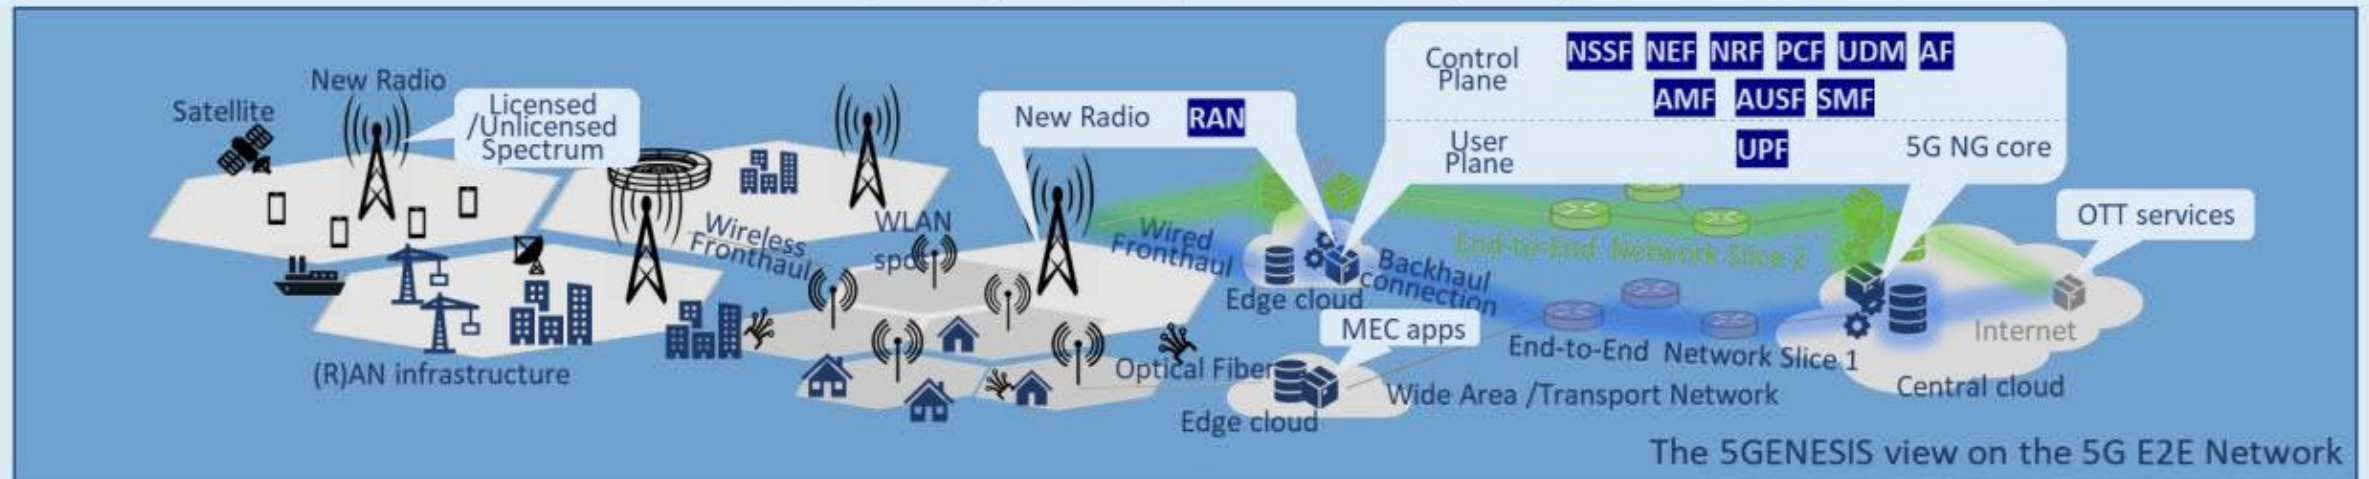 New Radio
Satellite
Licensed
/Unlicensed
Spectrum
Wireless
Fronthaul
WLAN
spot
(R)AN infrastructure
New Radio RAN
Wired
Fronthaul
Optical Fiber
Edge cloud
Edge cloud
MEC apps
Backhaul
connection
Control
Plane
NSSF NEF NRF PCF UDM AF
AMF AUSF SMF
User
Plane
UPF
5G NG core
End-to-End Network Slice 2
End-to-End Network Slice 1
Wide Area /Transport Network
OTT services
Internet
Central cloud
The 5GENESIS view on the 5G E2E Network